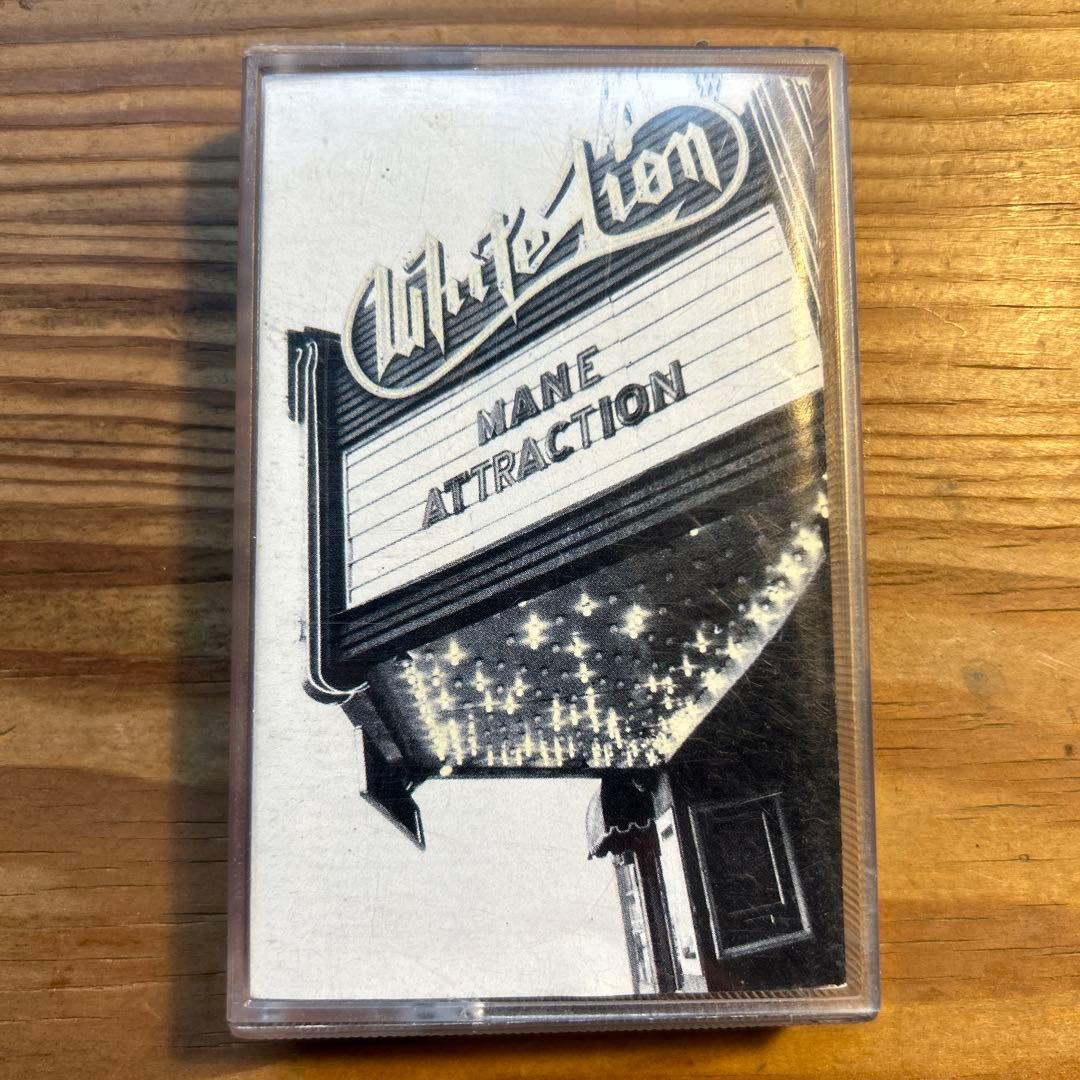 White Lion
MANE
ATTRACTION